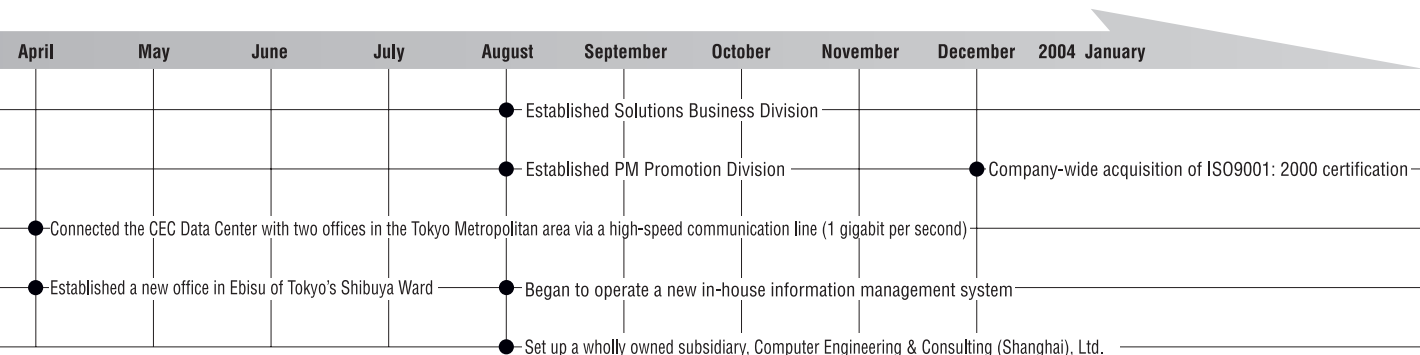 April May June July August September October November December 2004 January
Established Solutions Business Division
Established PM Promotion Division Company-wide acquisition of ISO9001: 2000 certification
Connected the CEC Data Center with two offices in the Tokyo Metropolitan area via a high-speed communication line (1 gigabit per second)
Established a new office in Ebisu of Tokyo's Shibuya Ward Began to operate a new in-house information management system
Set up a wholly owned subsidiary, Computer Engineering & Consulting (Shanghai), Ltd.